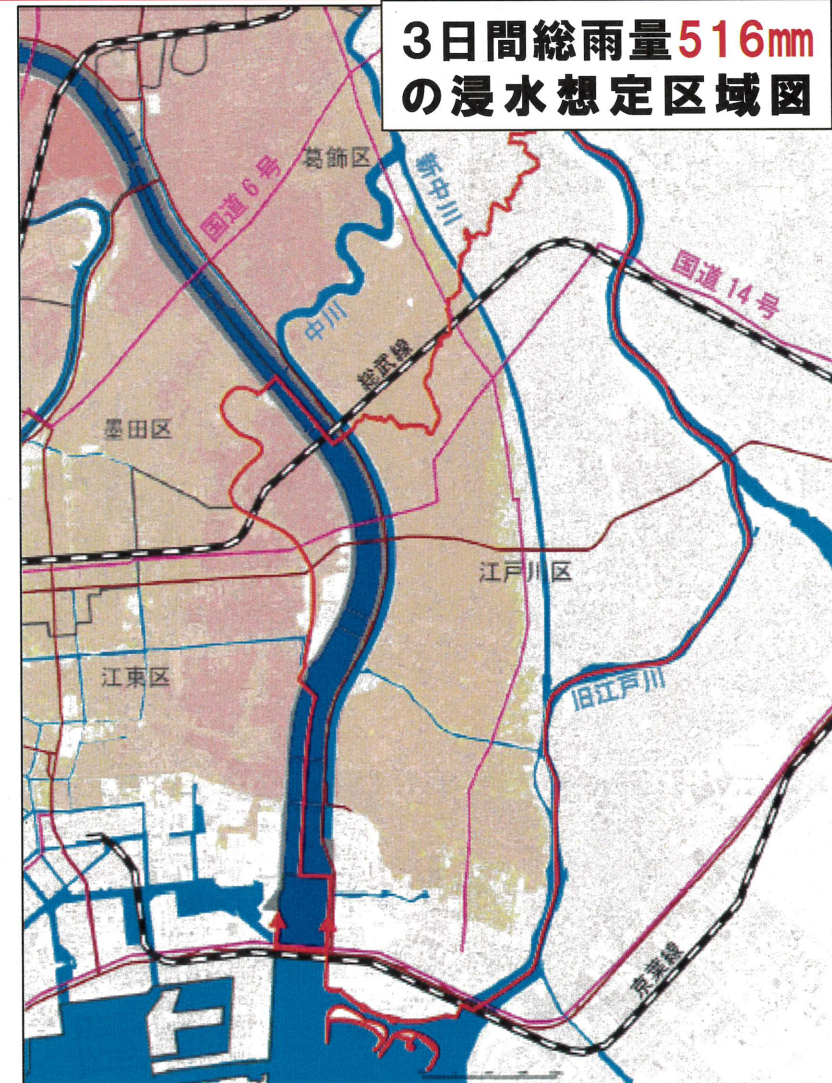 3日間総雨量516mm
の浸水想定区域図
葛飾区
新中川
国道6号
国道14号
中川
総武線
墨田区
江戸川区
江東区
旧江戸川
京葉線